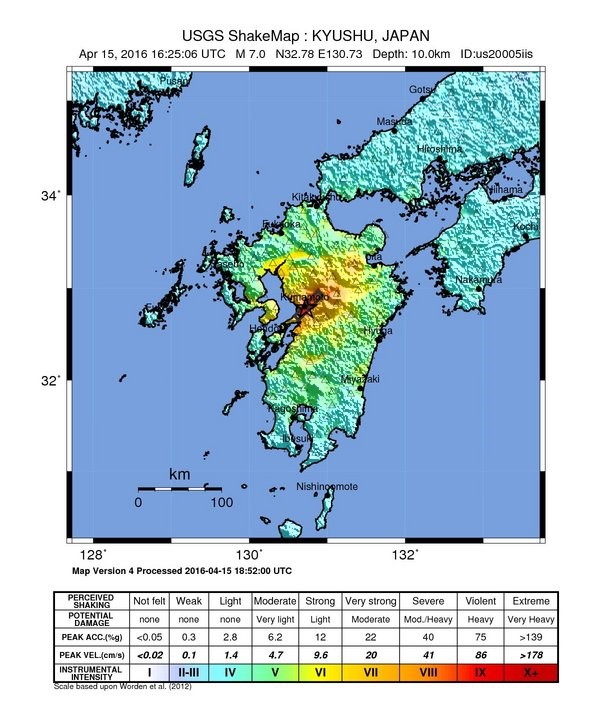 USGS ShakeMap : KYUSHU, JAPAN
Apr 15, 2016 16:25:06 UTC M 7.0 N32.78 E130.73 Depth: 10.0km ID:us20005iis
Pusan
Gotsu
Masuda
Hiroshima
34°
Fukuoka
Kochi
Nakamura
Kumamoto
Hondo
Hyuga
32°
Miyazaki
Kagoshima
Ibusuki
km
0 100
Nishinoomote
128° 130° 132°
Map Version 4 Processed 2016-04-15 18:52:00 UTC
PERCEIVED SHAKING Not felt Weak Light Moderate Strong Very strong Severe Violent Extreme
POTENTIAL DAMAGE none none none Very light Light Moderate Mod./Heavy Heavy Very Heavy
PEAK ACC.(%g) <0.05 0.3 2.8 6.2 12 22 40 75 >139
PEAK VEL.(cm/s) <0.02 0.1 1.4 4.7 9.6 20 41 86 >178
INSTRUMENTAL INTENSITY I II-III IV V VI VII VIII IX X+
Scale based upon Worden et al. (2012)